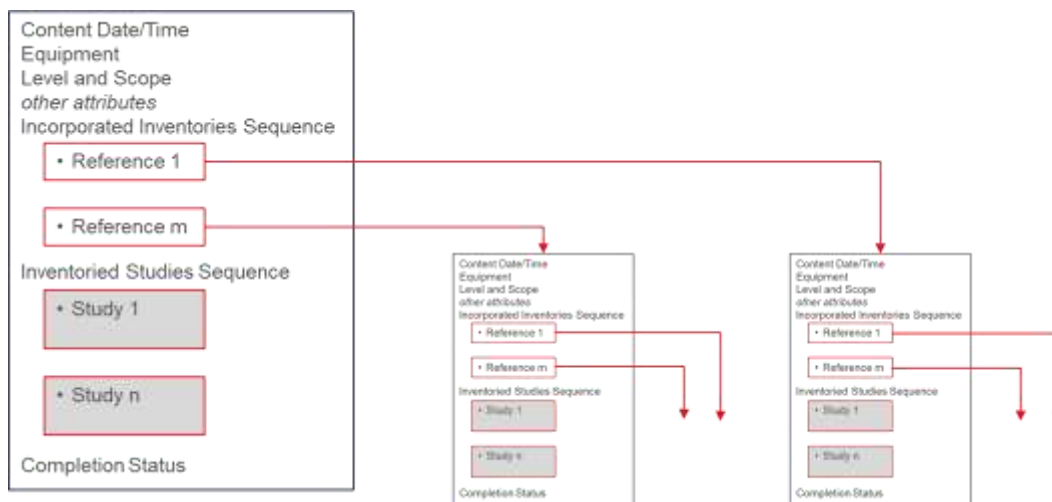 Content Date/Time
Equipment
Level and Scope
other attributes
Incorporated Inventories Sequence
• Reference 1
• Reference m
Inventoried Studies Sequence
• Study 1
• Study n
Completion Status
Content Date/Time
Equipment
Level and Scope
other attributes
Incorporated Inventories Sequence
• Reference 1
• Reference m
Inventoried Studies Sequence
• Study 1
• Study n
Completion Status
Content Date/Time
Equipment
Level and Scope
other attributes
Incorporated Inventories Sequence
• Reference 1
• Reference m
Inventoried Studies Sequence
• Study 1
• Study n
Completion Status